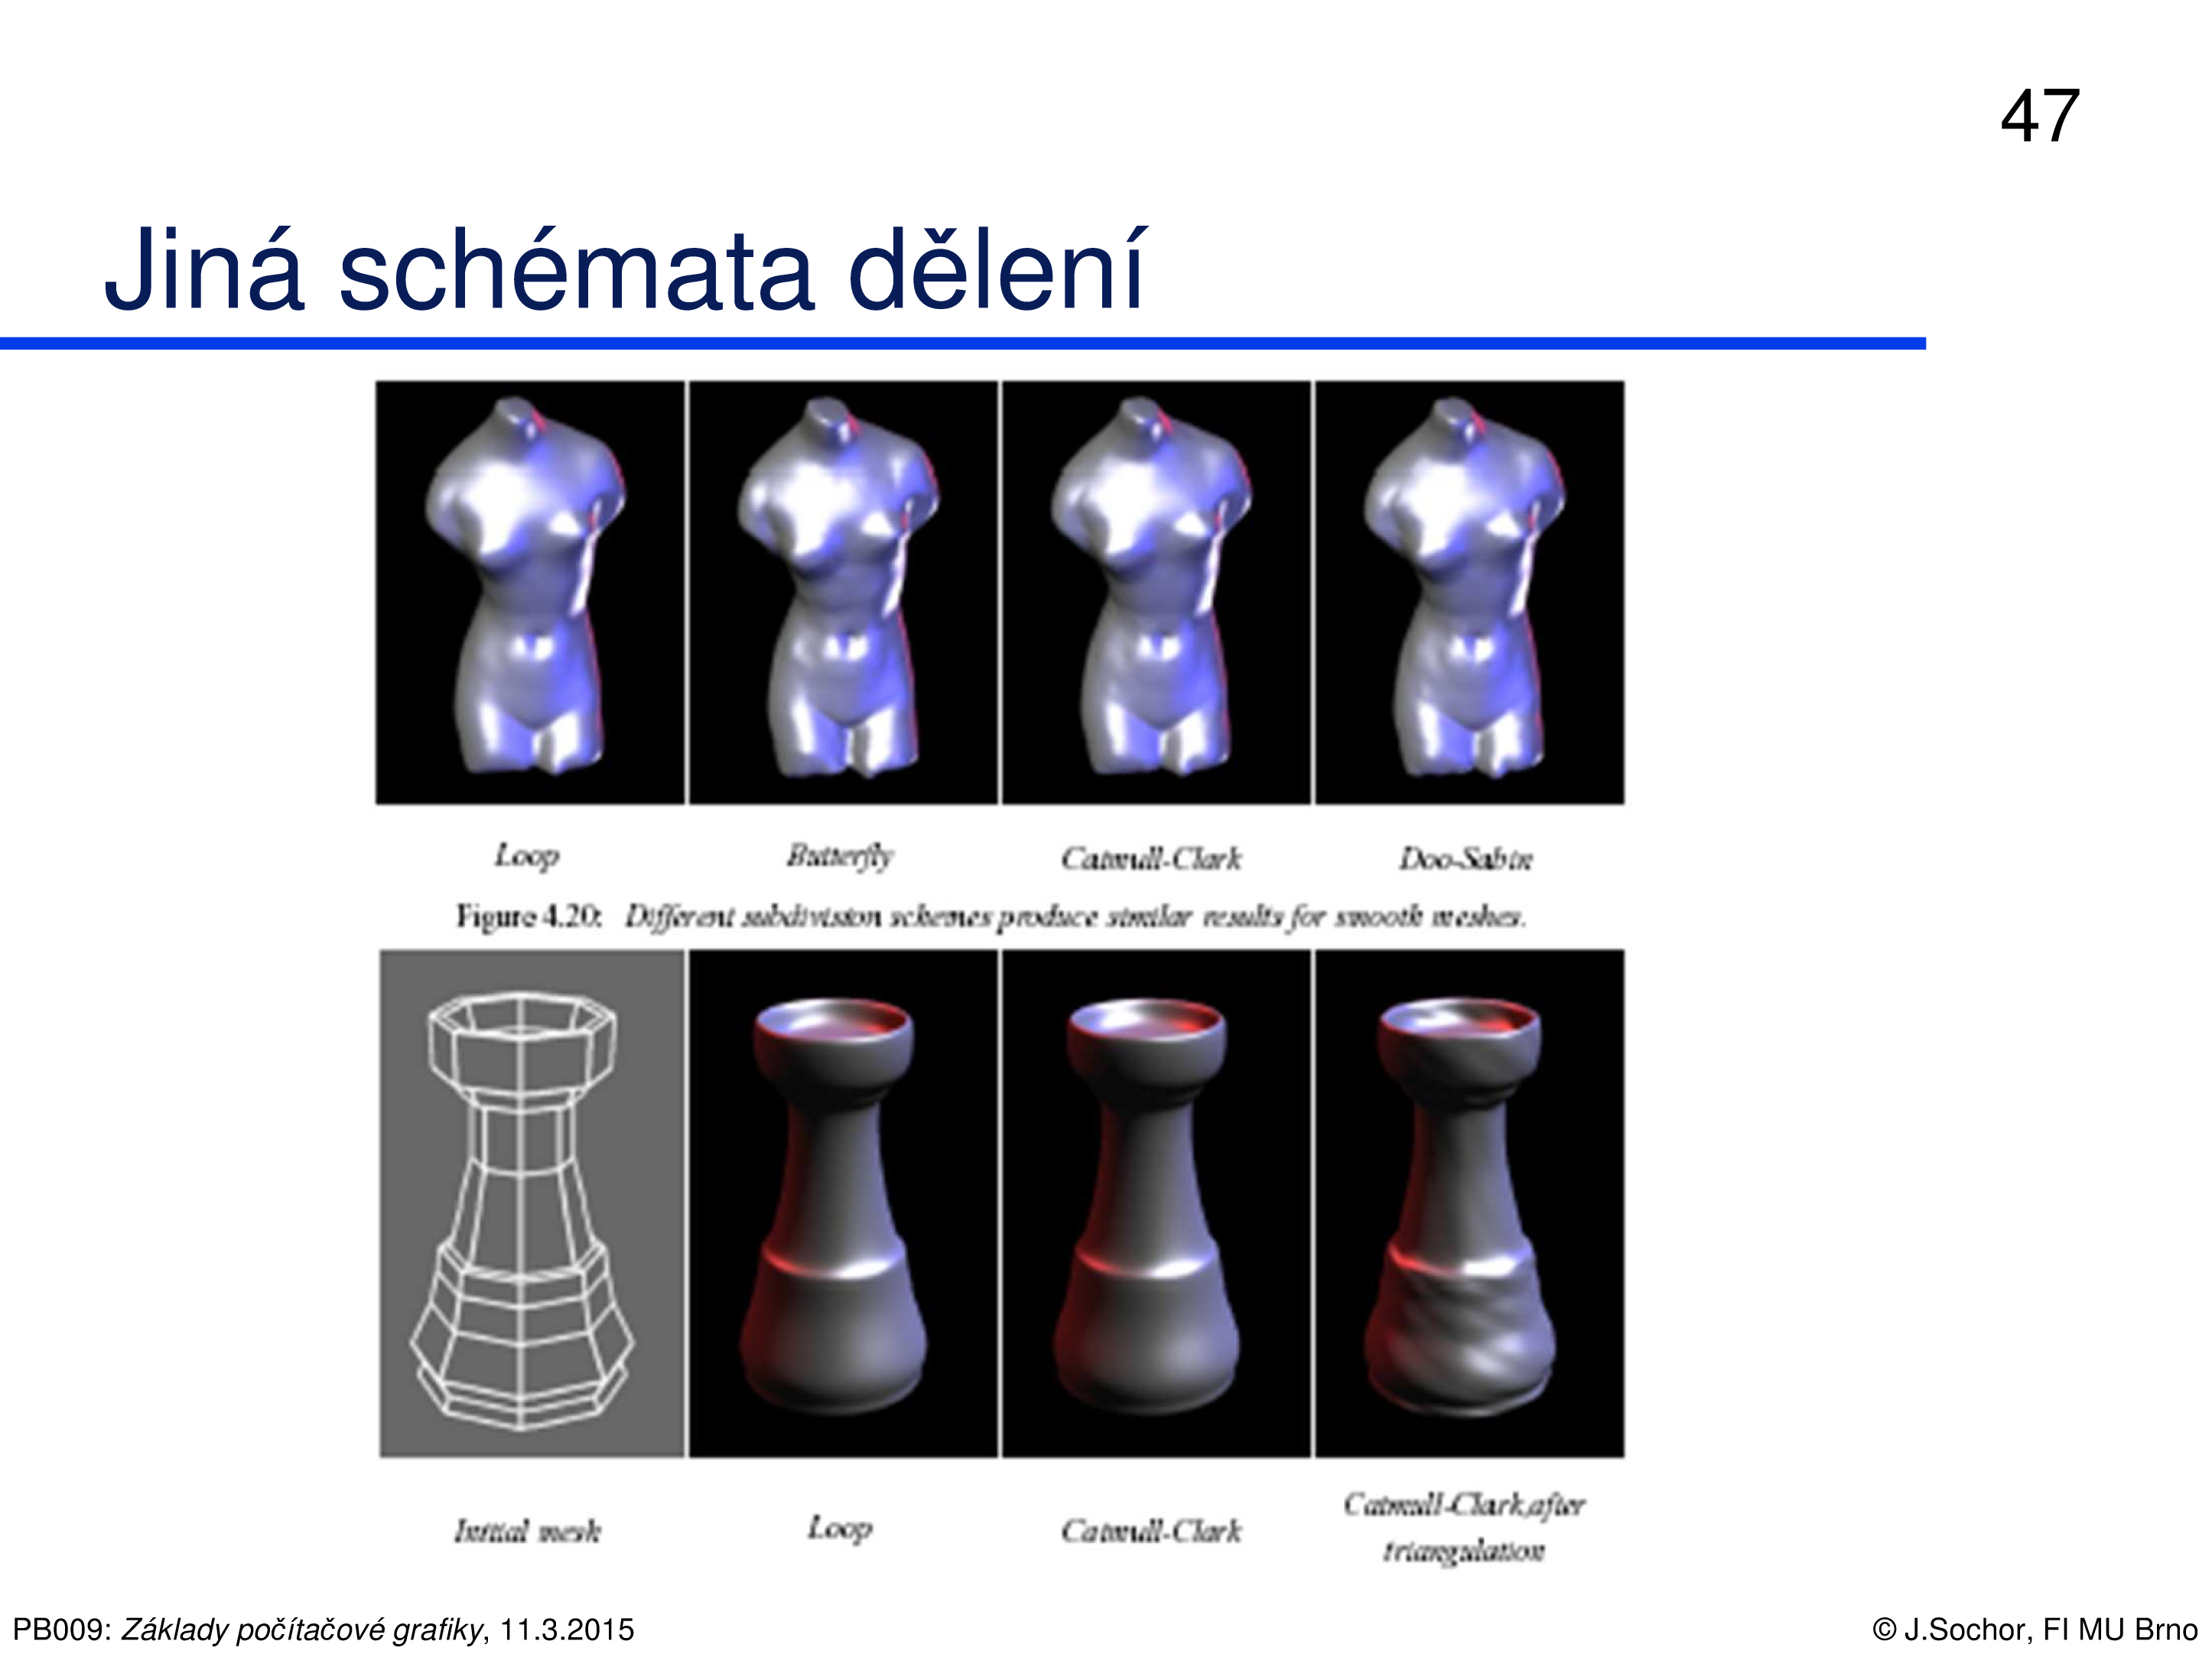 47
Jiná schémata dělení
Loop Butterfly Catmull-Clark Doo-Sabin
Figure 4.20: Different subdivision schemes produce similar results for smooth meshes.
Initial mesh Loop Catmull-Clark Catmull-Clark,after
triangulation
PB009: Základy počítačové grafiky, 11.3.2015 © J.Sochor, FI MU Brno